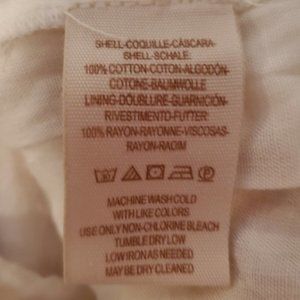 SHELL-COQUILLE-CÁSCARA-
SHELL-SCHALE:
100% COTTON-COTON-ALGODÓN-
COTONE-BAUMWOLLE
LINING-DOUBLURE-GUARNICIÓN-
RIVESTIMENTO-FUTTER:
100% RAYON-RAYONNE-VISCOSAS-
RAYON-RAOIM
MACHINE WASH COLD
WITH LIKE COLORS
USE ONLY NON-CHLORINE BLEACH
TUMBLE DRY LOW
LOW IRON AS NEEDED
MAY BE DRY CLEANED